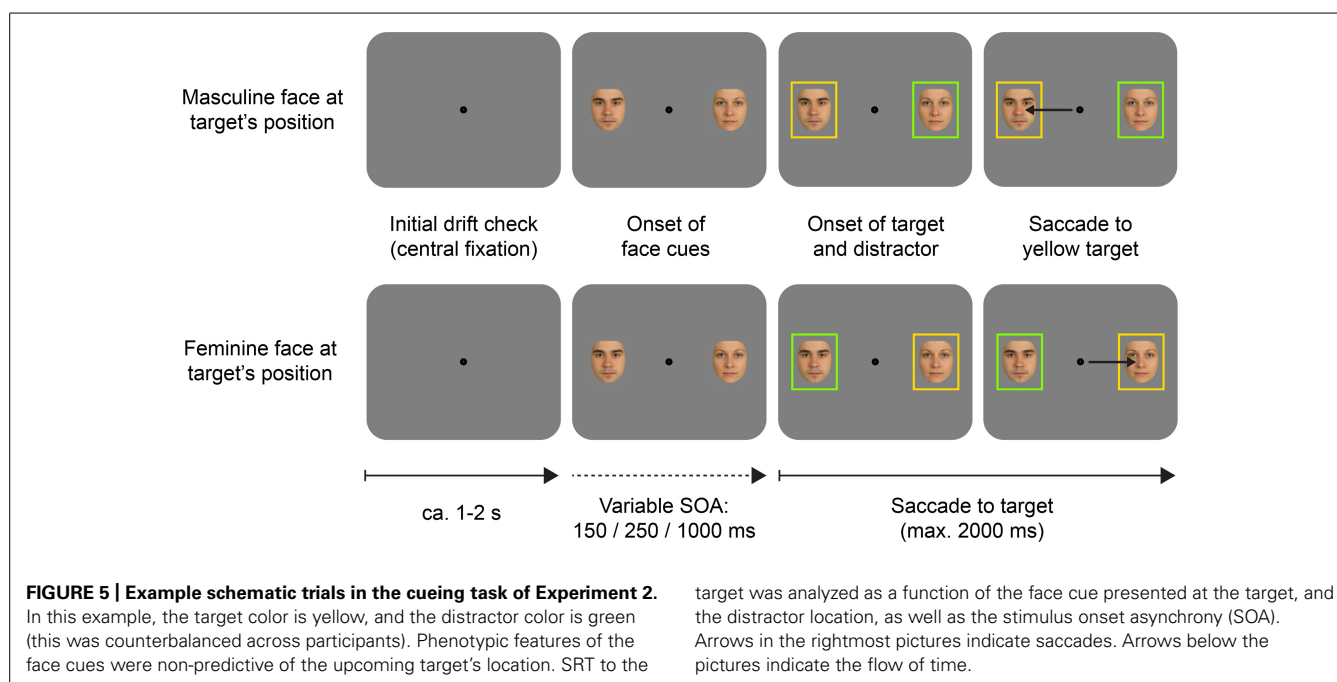 Masculine face at
target's position
Initial drift check
(central fixation)
Onset of
face cues
Onset of target
and distractor
Saccade to
yellow target
Feminine face at
target's position
ca. 1-2 s
Variable SOA:
150 / 250 / 1000 ms
Saccade to target
(max. 2000 ms)
FIGURE 5 | Example schematic trials in the cueing task of Experiment 2.
In this example, the target color is yellow, and the distractor color is green
(this was counterbalanced across participants). Phenotypic features of the
face cues were non-predictive of the upcoming target's location. SRT to the
target was analyzed as a function of the face cue presented at the target, and
the distractor location, as well as the stimulus onset asynchrony (SOA).
Arrows in the rightmost pictures indicate saccades. Arrows below the
pictures indicate the flow of time.